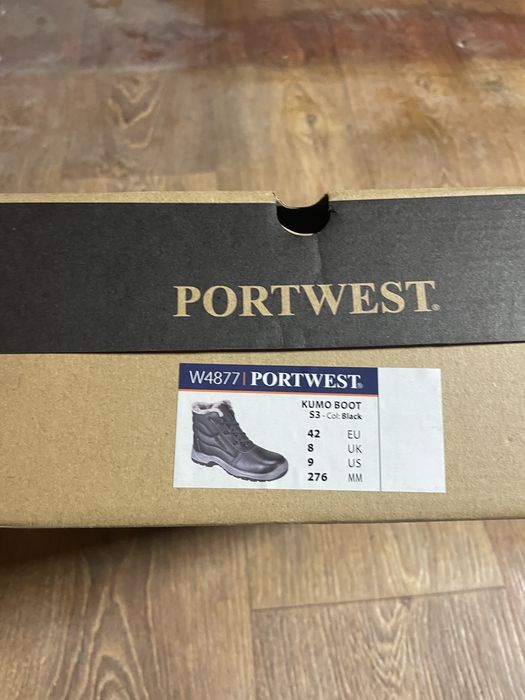 PORTWEST®
W4877 | PORTWEST®
KUMO BOOT
S3 - Col: Black
42 EU
8 UK
9 US
276 MM